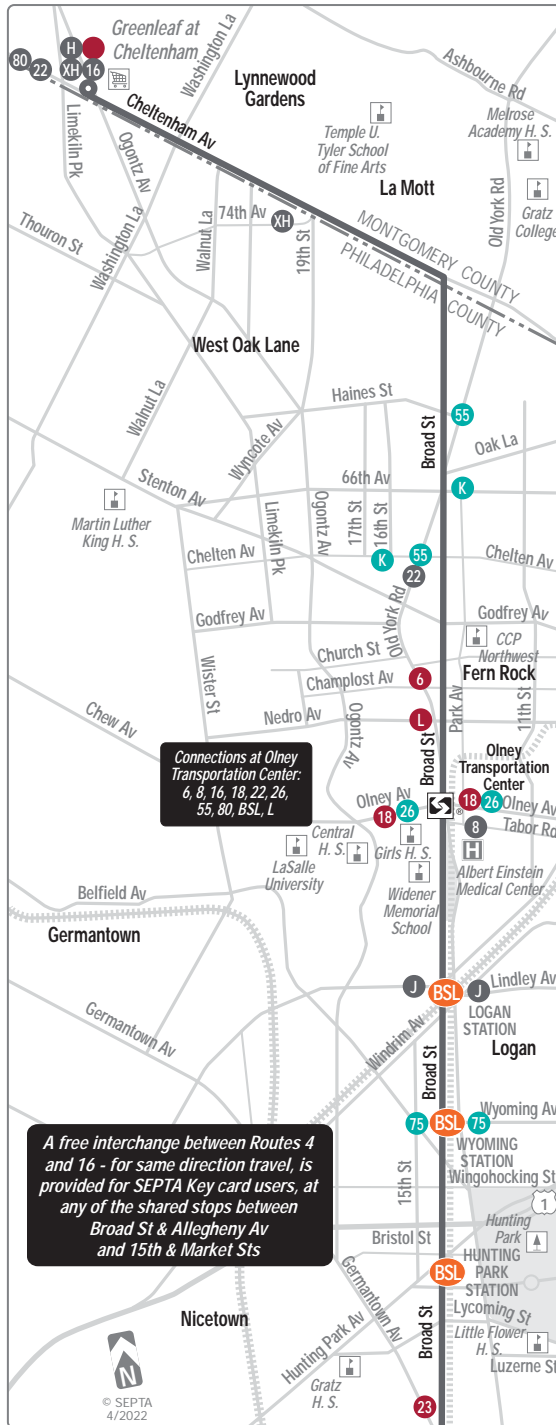 Greenleaf at
Cheltenham
H
80
22
XH
16
Washington La
Lynnewood
Gardens
Ashbourne Rd
Limekiln Pk
Ogontz Av
Cheltenham Av
Temple U.
Tyler School
of Fine Arts
Melrose
Academy H. S.
La Mott
Old York Rd
Gratz
College
Thouron St
Washington La
Walnut La
74th Av
XH
19th St
MONTGOMERY COUNTY
PHILADELPHIA COUNTY
West Oak Lane
Walnut La
Haines St
55
Broad St
Oak La
Wyncote Av
Stenton Av
66th Av
K
Martin Luther
King H. S.
Limekiln Pk
Ogontz Av
17th St
16th St
Chelten Av
K
55
22
Chelten Av
Old York Rd
Godfrey Av
Godfrey Av
CCP
Northwest
Church St
Wister St
Champlost Av
6
Fern Rock
Park Av
11th St
Chew Av
Nedro Av
L
Ogontz Av
Broad St
Connections at Olney
Transportation Center:
6, 8, 16, 18, 22, 26,
55, 80, BSL, L
Olney
Transportation
Center
Olney Av
18
26
®
18
26
Olney Av
8
Tabor Rd
Central
H. S.
Girls H. S.
H
LaSalle
University
Albert Einstein
Medical Center
Widener
Memorial
School
Belfield Av
Germantown
J
BSL
J
Lindley Av
LOGAN
STATION
Germantown Av
Windrim Av
Logan
Broad St
75
BSL
75
Wyoming Av
WYOMING
STATION
A free interchange between Routes 4
and 16 - for same direction travel, is
provided for SEPTA Key card users, at
any of the shared stops between
Broad St & Allegheny Av
and 15th & Market Sts
15th St
Wingohocking St
1
Bristol St
Hunting
Park
BSL
HUNTING
PARK
STATION
Nicetown
Germantown Av
Broad St
Lycoming St
Hunting Park Av
Little Flower
H. S.
Luzerne St
Gratz
H. S.
N
© SEPTA
4/2022
23